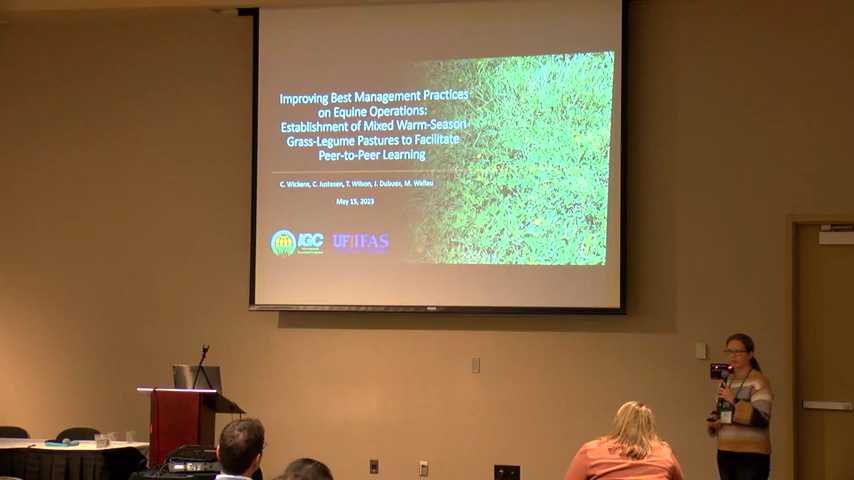 Improving Best Management Practices
on Equine Operations:
Establishment of Mixed Warm-Season
Grass-Legume Pastures to Facilitate
Peer-to-Peer Learning
C. Wickens, C. Justesen, T. Wilson, J. Dubuex, M. Wallau
May 15, 2023
IGC
UF|IFAS